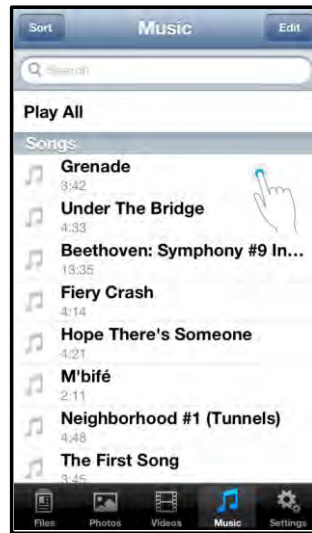 Sort Music Edit
Search
Play All
Songs
Grenade
3:42
Under The Bridge
4:33
Beethoven: Symphony #9 In...
13:35
Fiery Crash
4:14
Hope There's Someone
4:21
M'bifé
2:11
Neighborhood #1 (Tunnels)
4:48
The First Song
3:45
Files Photos Videos Music Settings